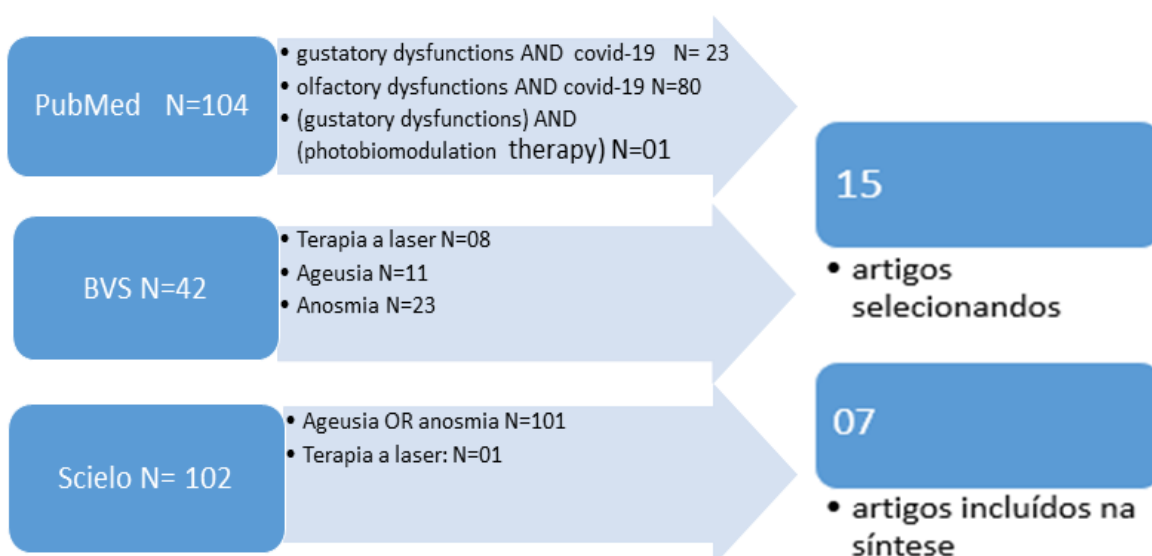 PubMed N=104
• gustatory dysfunctions AND covid-19 N= 23
• olfactory dysfunctions AND covid-19 N=80
• (gustatory dysfunctions) AND
(photobiomodulation therapy) N=01
BVS N=42
• Terapia a laser N=08
• Ageusia N=11
• Anosmia N=23
Scielo N= 102
• Ageusia OR anosmia N=101
• Terapia a laser: N=01
15
• artigos
selecionandos
07
• artigos incluídos na
síntese